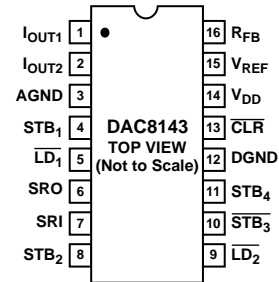 IOUT1 1 16 RFB
IOUT2 2 15 VREF
AGND 3 14 VDD
STB1 4 DAC8143 13 CLR
LD1 5 TOP VIEW 12 DGND
(Not to Scale)
SRO 6 11 STB4
SRI 7 10 STB3
STB2 8 9 LD2